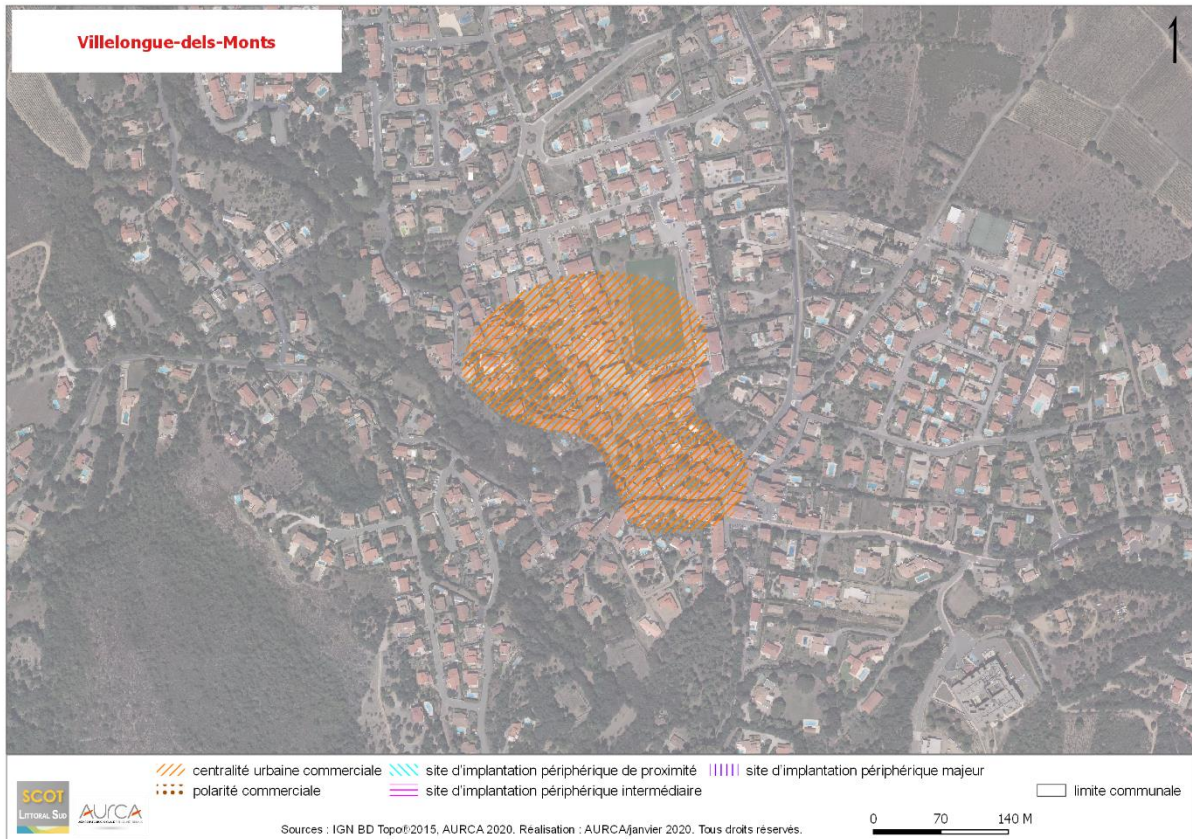 Villelongue-dels-Monts
centralité urbaine commerciale
site d'implantation périphérique de proximité
site d'implantation périphérique majeur
polarité commerciale
site d'implantation périphérique intermédiaire
limite communale
SCOT
LITTORAL SUD
AURCA
Sources : IGN BD Topo®2015, AURCA 2020. Réalisation : AURCA/janvier 2020. Tous droits réservés.
0 70 140 M